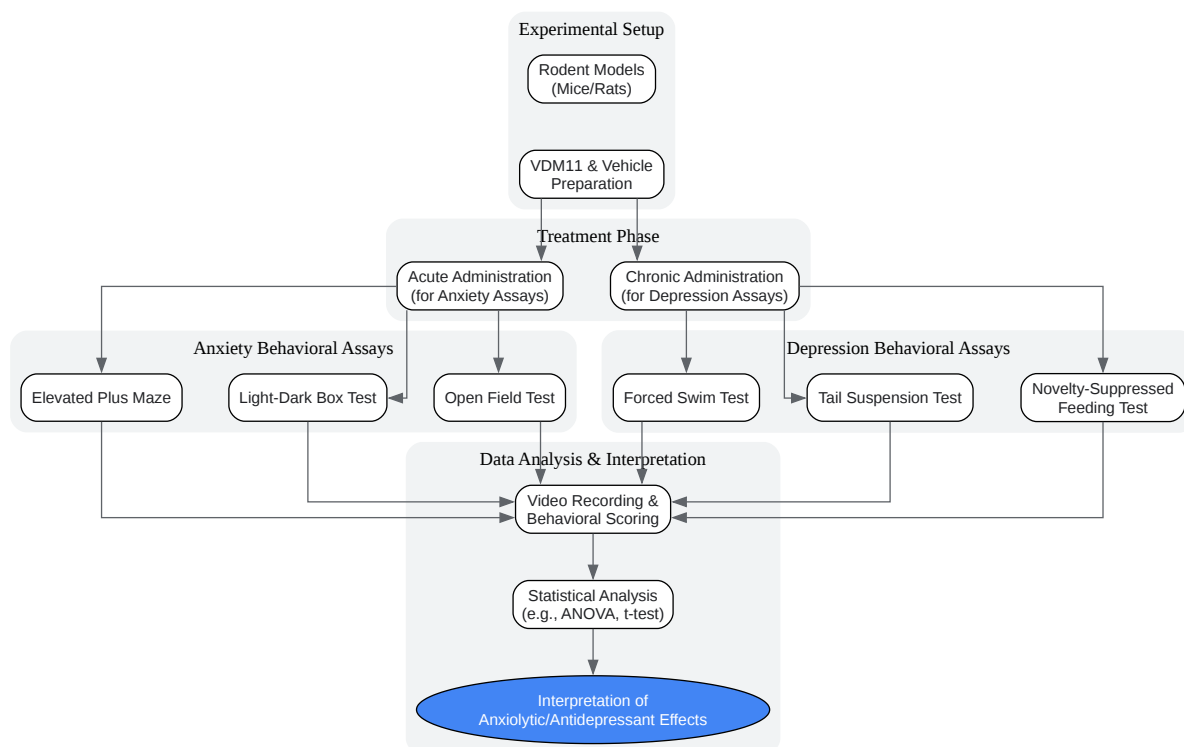 Experimental Setup
Rodent Models
(Mice/Rats)
VDM11 & Vehicle
Preparation
Treatment Phase
Acute Administration
(for Anxiety Assays)
Chronic Administration
(for Depression Assays)
Anxiety Behavioral Assays
Depression Behavioral Assays
Elevated Plus Maze
Light-Dark Box Test
Open Field Test
Forced Swim Test
Tail Suspension Test
Novelty-Suppressed
Feeding Test
Data Analysis & Interpretation
Video Recording &
Behavioral Scoring
Statistical Analysis
(e.g., ANOVA, t-test)
Interpretation of
Anxiolytic/Antidepressant Effects